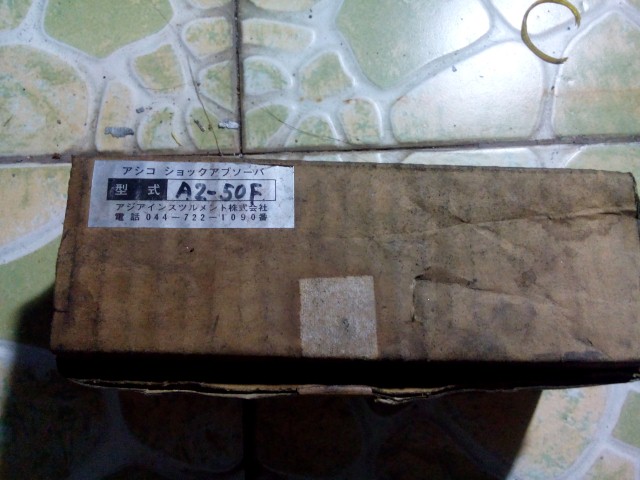 アシコ ショックアブソーバ
型式 A2-50F
アジアインスツルメント株式会社
電話 044-722-1090番